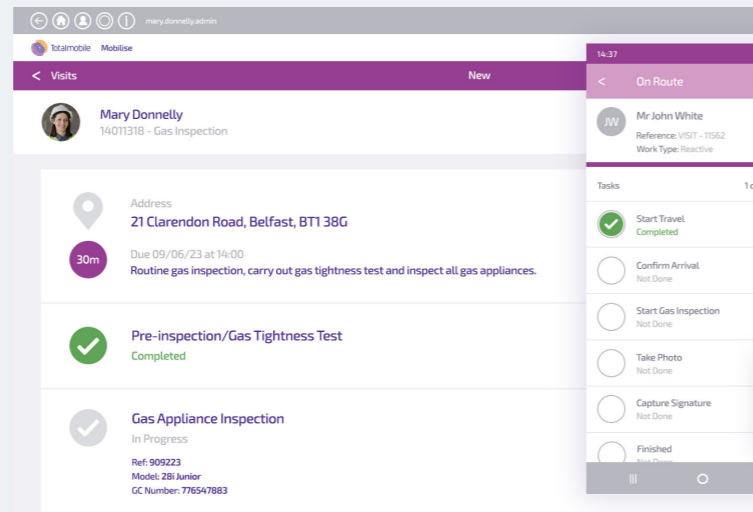 mary.donnelly.admin
Totalmobile Mobilise
< Visits
New
Mary Donnelly
14011318 - Gas Inspection
Address
21 Clarendon Road, Belfast, BT1 38G
30m
Due 09/06/23 at 14:00
Routine gas inspection, carry out gas tightness test and inspect all gas appliances.
Pre-inspection/Gas Tightness Test
Completed
Gas Appliance Inspection
In Progress
Ref: 909223
Model: 28i Junior
GC Number: 776547883
14:37
< On Route
JW
Mr John White
Reference: VISIT - 11562
Work Type: Reactive
Tasks
1
Start Travel
Completed
Confirm Arrival
Not Done
Start Gas Inspection
Not Done
Take Photo
Not Done
Capture Signature
Not Done
Finished
Not Done